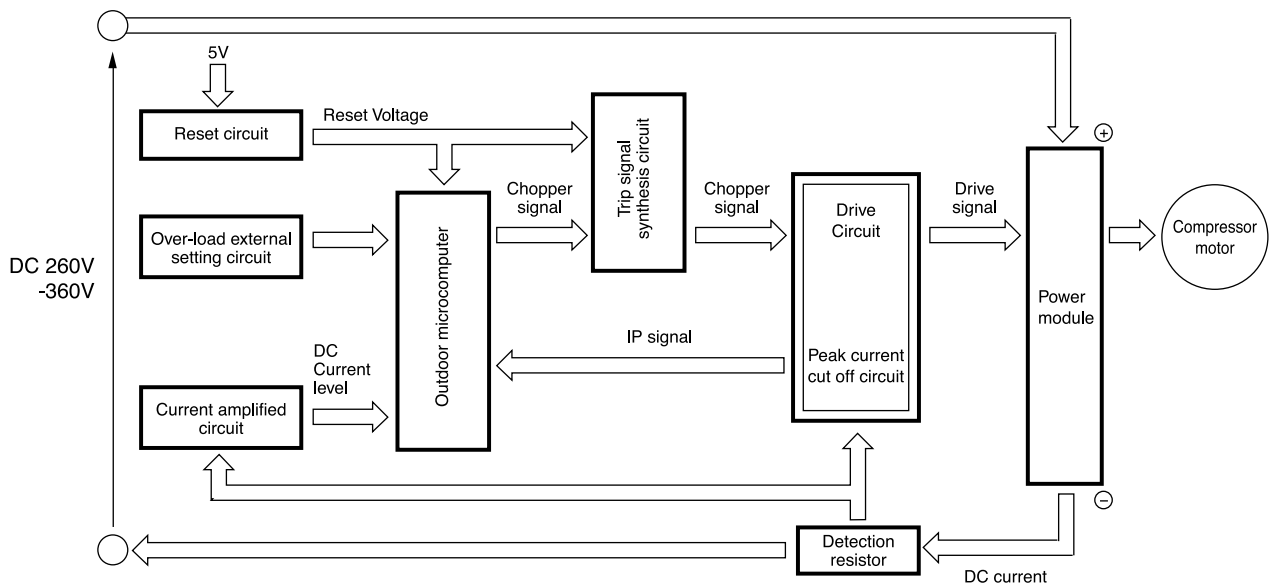 5V
Reset circuit
Reset Voltage
Trip signal
synthesis circuit
Over-load external
setting circuit
Outdoor microcomputer
Chopper
signal
Chopper
signal
Drive
Circuit
Drive
signal
+
Power
module
Compressor
motor
DC 260V
-360V
IP signal
Peak current
cut off circuit
DC
Current
level
Current amplified
circuit
Detection
resistor
−
DC current